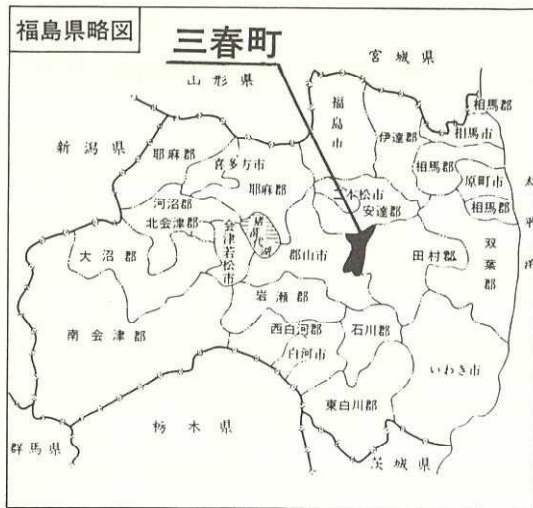 福島県略図
三春町
宮城県
山形県
新潟県
福島市
伊達郡
相馬郡
相馬市
相馬郡
原町市
相馬郡
太平洋
耶麻郡
喜多方市
耶麻郡
二本松市
安達郡
河沼郡
北会津郡
会津若松市
猪苗代湖
大沼郡
郡山市
田村郡
双葉郡
岩瀬郡
南会津郡
西白河郡
石川郡
白河市
いわき市
東白川郡
栃木県
群馬県
茨城県